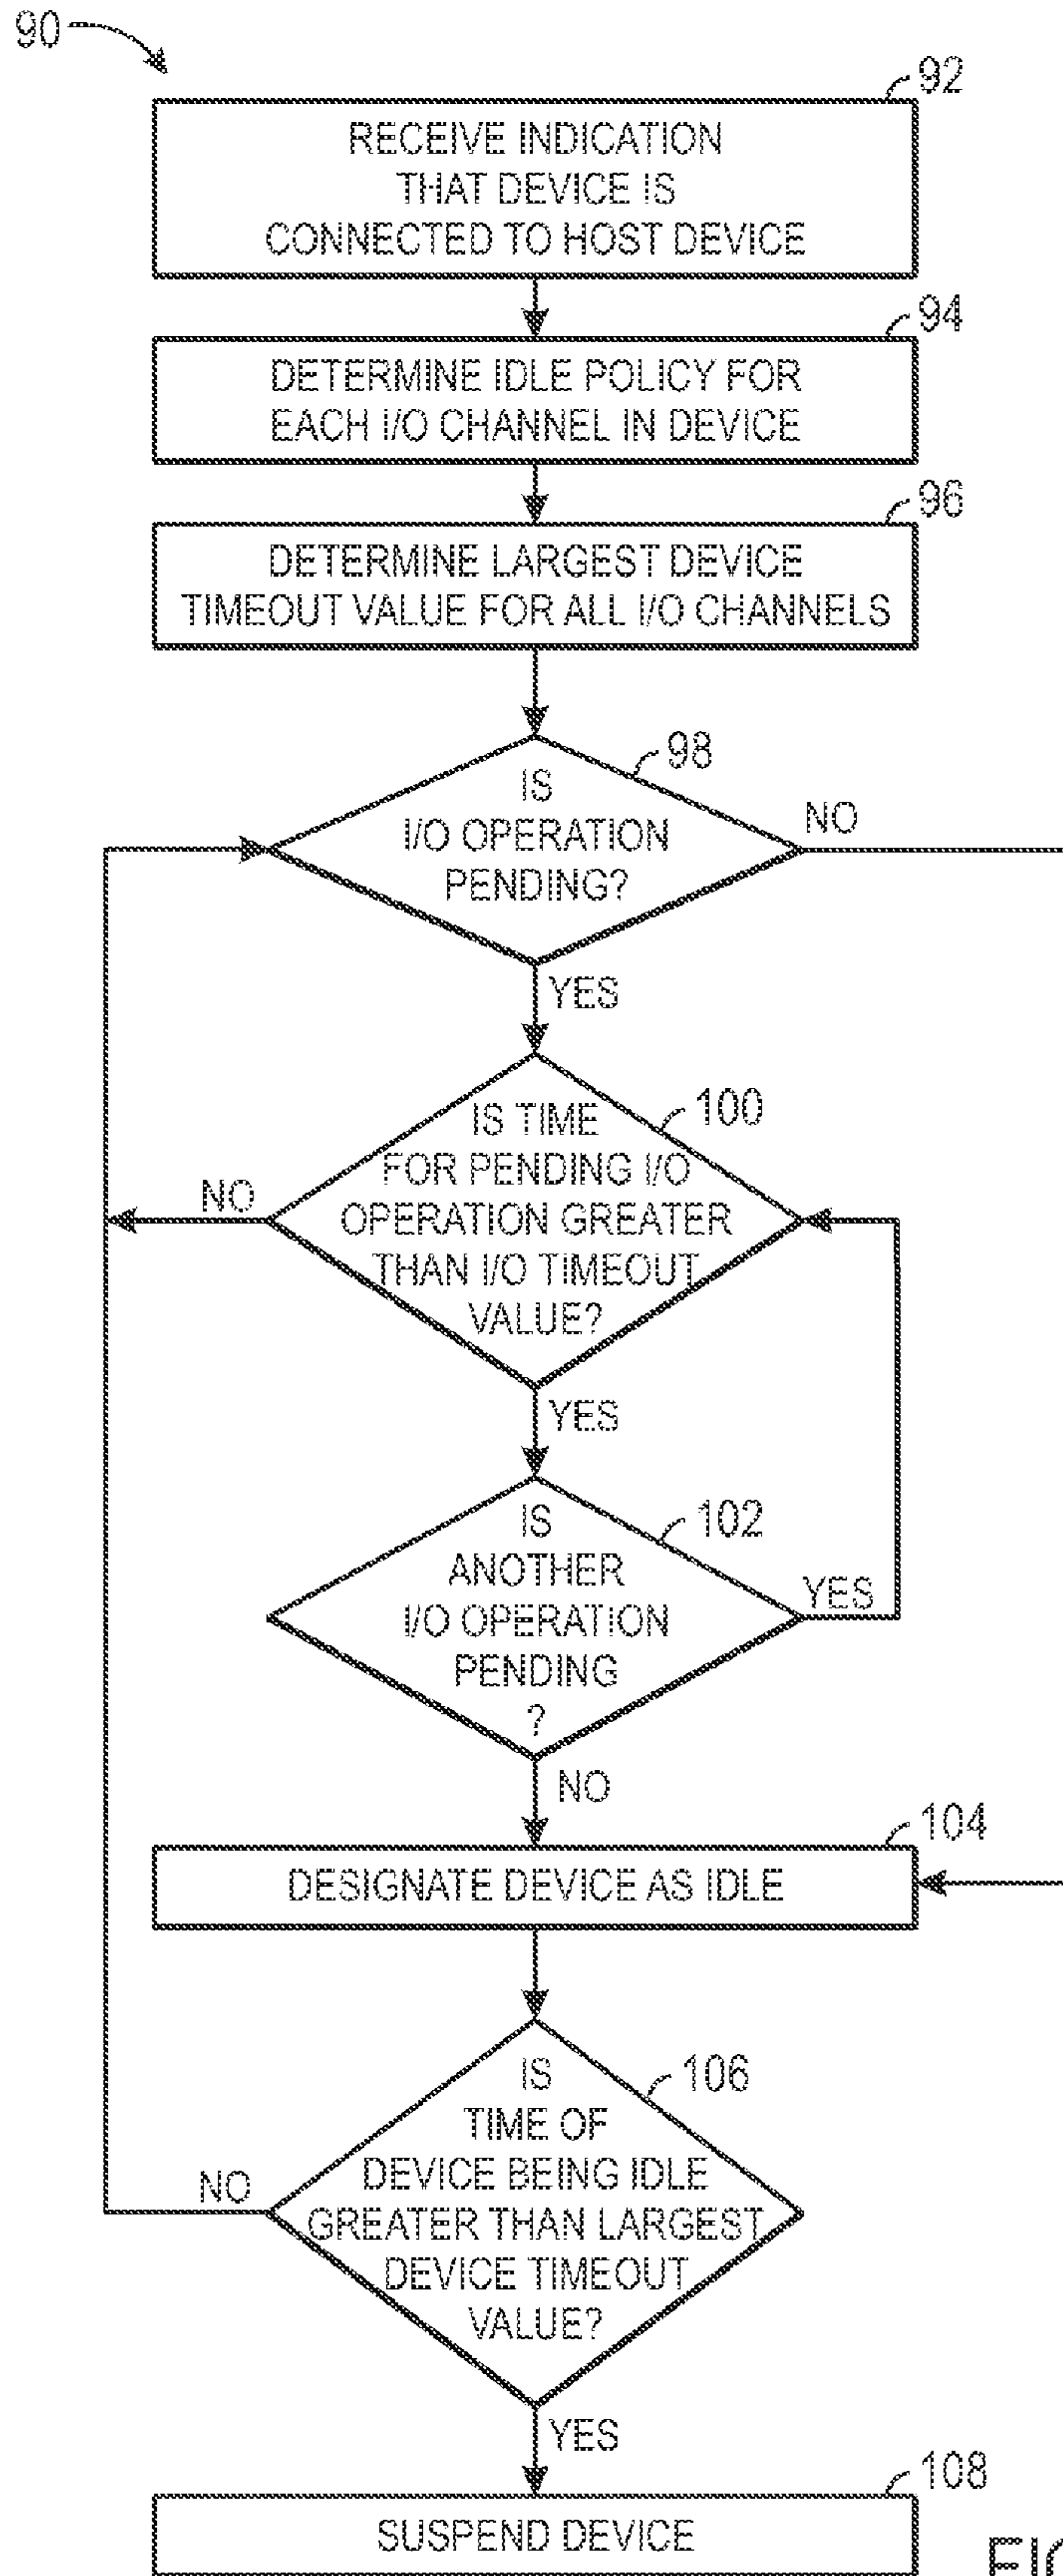 90
92
RECEIVE INDICATION
THAT DEVICE IS
CONNECTED TO HOST DEVICE
94
DETERMINE IDLE POLICY FOR
EACH I/O CHANNEL IN DEVICE
96
DETERMINE LARGEST DEVICE
TIMEOUT VALUE FOR ALL I/O CHANNELS
98
IS
I/O OPERATION
PENDING?
NO
YES
100
IS TIME
FOR PENDING I/O
OPERATION GREATER
THAN I/O TIMEOUT
VALUE?
NO
YES
102
IS
ANOTHER
I/O OPERATION
PENDING
?
YES
NO
104
DESIGNATE DEVICE AS IDLE
106
IS
TIME OF
DEVICE BEING IDLE
GREATER THAN LARGEST
DEVICE TIMEOUT
VALUE?
NO
YES
108
SUSPEND DEVICE